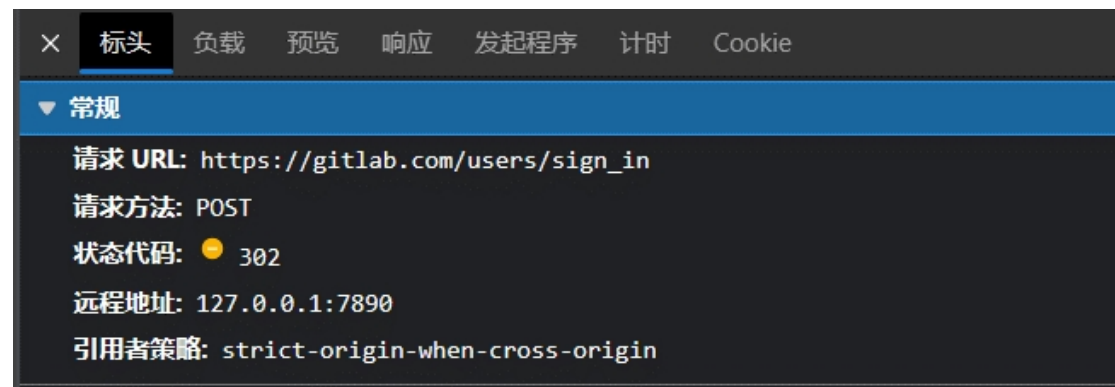 标头 负载 预览 响应 发起程序 计时 Cookie
常规
请求 URL: https://gitlab.com/users/sign_in
请求方法: POST
状态代码: 302
远程地址: 127.0.0.1:7890
引用者策略: strict-origin-when-cross-origin